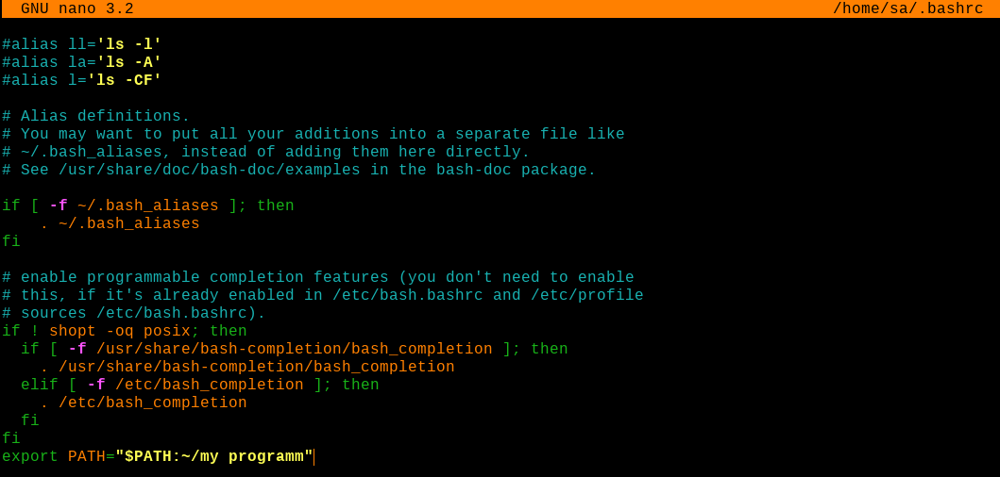 GNU nano 3.2 /home/sa/.bashrc
#alias ll='ls -l'
#alias la='ls -A'
#alias l='ls -CF'
# Alias definitions.
# You may want to put all your additions into a separate file like
# ~/.bash_aliases, instead of adding them here directly.
# See /usr/share/doc/bash-doc/examples in the bash-doc package.
if [ -f ~/.bash_aliases ]; then
    . ~/.bash_aliases
fi
# enable programmable completion features (you don't need to enable
# this, if it's already enabled in /etc/bash.bashrc and /etc/profile
# sources /etc/bash.bashrc).
if ! shopt -oq posix; then
  if [ -f /usr/share/bash-completion/bash_completion ]; then
    . /usr/share/bash-completion/bash_completion
  elif [ -f /etc/bash_completion ]; then
    . /etc/bash_completion
  fi
fi
export PATH="$PATH:~/my programm"